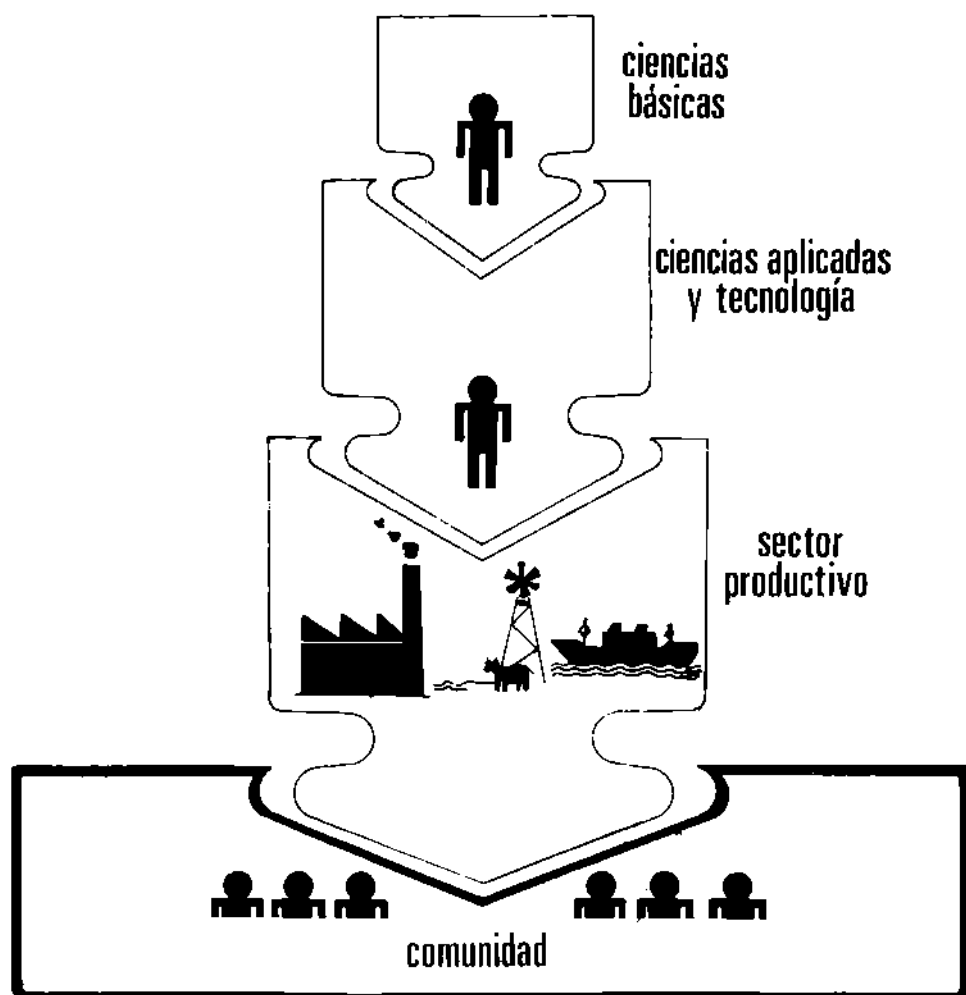 ciencias
básicas
ciencias aplicadas
y tecnología
sector
productivo
comunidad